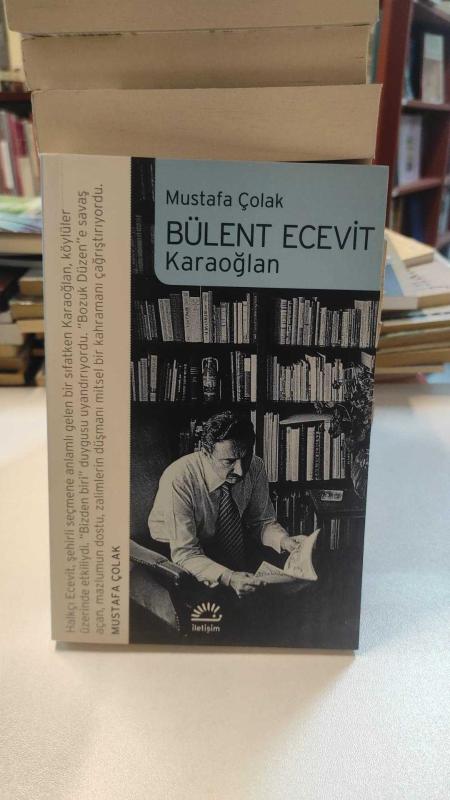 Mustafa Çolak
BÜLENT ECEVİT
Karaoğlan
Halkçı Ecevit, şehirli seçmene anlamlı gelen bir sıfatken Karaoğlan, köylüler
üzerinde etkiliydi. "Bizden biri" duygusu uyandırıyordu. "Bozuk Düzen"e savaş
açan, mazlumun dostu, zalimlerin düşmanı mitsel bir kahramanı çağrıştırıyordu.
MUSTAFA ÇOLAK
iletişim